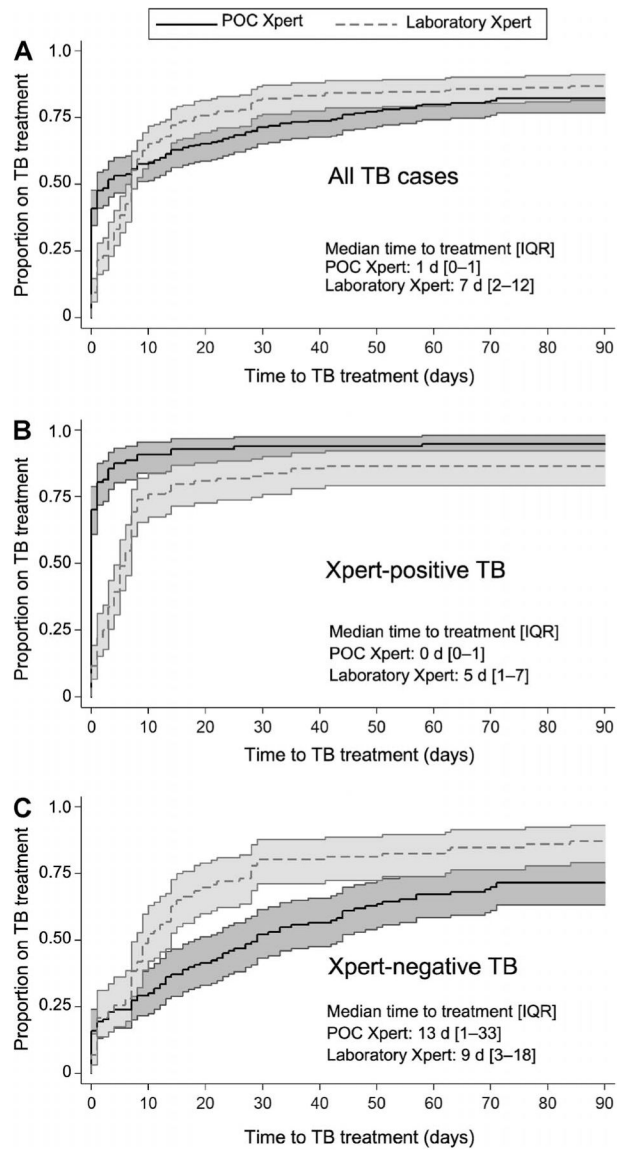 POC Xpert Laboratory Xpert
A
1.0
0.75
0.50
0.25
0
Proportion on TB treatment
All TB cases
Median time to treatment [IQR]
POC Xpert: 1 d [0–1]
Laboratory Xpert: 7 d [2–12]
0 10 20 30 40 50 60 70 80 90
Time to TB treatment (days)
B
1.0
0.75
0.50
0.25
0
Proportion on TB treatment
Xpert-positive TB
Median time to treatment [IQR]
POC Xpert: 0 d [0–1]
Laboratory Xpert: 5 d [1–7]
0 10 20 30 40 50 60 70 80 90
Time to TB treatment (days)
C
1.0
0.75
0.50
0.25
0
Proportion on TB treatment
Xpert-negative TB
Median time to treatment [IQR]
POC Xpert: 13 d [1–33]
Laboratory Xpert: 9 d [3–18]
0 10 20 30 40 50 60 70 80 90
Time to TB treatment (days)